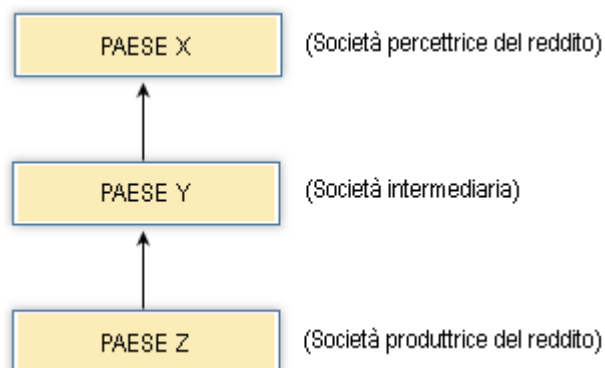 PAESE X (Società percettrice del reddito)
PAESE Y (Società intermediaria)
PAESE Z (Società produttrice del reddito)